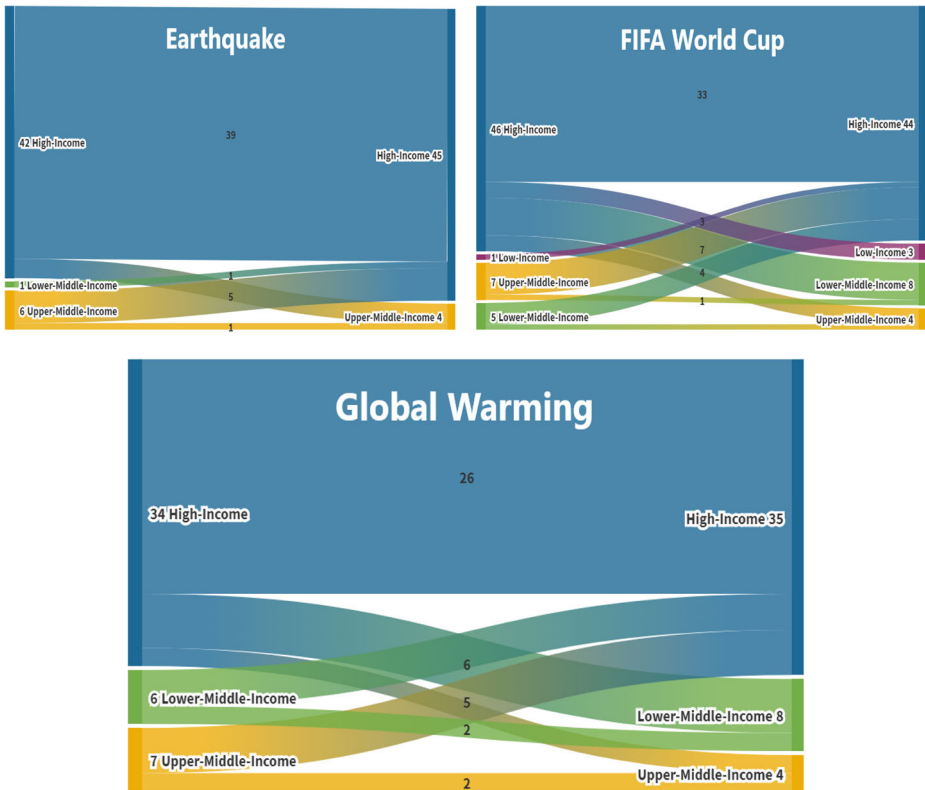 Earthquake
42 High-Income
39
High-Income 45
1 Lower-Middle-Income
1
6 Upper-Middle-Income
5
Upper-Middle-Income 4
1
FIFA World Cup
33
46 High-Income
High-Income 44
3
1 Low-Income
7
Low-Income 3
7 Upper-Middle-Income
4
Lower-Middle-Income 8
1
5 Lower-Middle-Income
Upper-Middle-Income 4
Global Warming
26
34 High-Income
High-Income 35
6
6 Lower-Middle-Income
5
Lower-Middle-Income 8
2
7 Upper-Middle-Income
Upper-Middle-Income 4
2